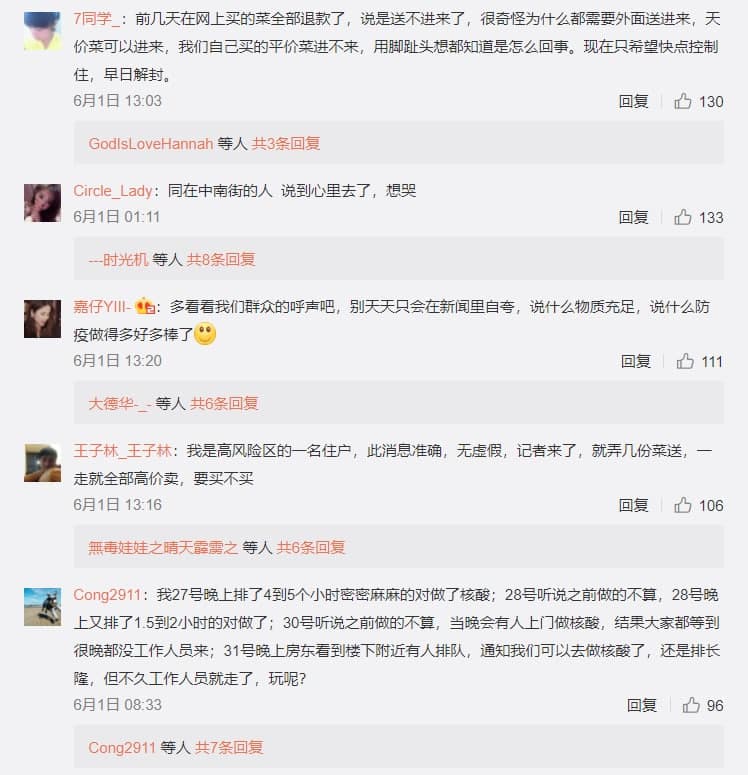 7同学_：前几天在网上买的菜全部退款了，说是送不进来了，很奇怪为什么都需要外面送进来，天
价菜可以进来，我们自己买的平价菜进不来，用脚趾头想都知道是怎么回事。现在只希望快点控制
住，早日解封。
6月1日 13:03 回复 130
GodIsLoveHannah 等人 共3条回复
Circle_Lady：同在中南街的人 说到心里去了，想哭
6月1日 01:11 回复 133
---时光机 等人 共8条回复
嘉仔YIII-：多看看我们群众的呼声吧，别天天只会在新闻里自夸，说什么物质充足，说什么防
疫做得多好多棒了
6月1日 13:20 回复 111
大德华-_- 等人 共6条回复
王子林_王子林：我是高风险区的一名住户，此消息准确，无虚假，记者来了，就弄几份菜送，一
走就全部高价卖，要买不买
6月1日 13:16 回复 106
無毒娃娃之晴天霹雳之 等人 共6条回复
Cong2911：我27号晚上排了4到5个小时密密麻麻的对做了核酸；28号听说之前做的不算，28号晚
上又排了1.5到2小时的对做了；30号听说之前做的不算，当晚会有人上门做核酸，结果大家都等到
很晚都没工作人员来；31号晚上房东看到楼下附近有人排队，通知我们可以去做核酸了，还是排长
隆，但不久工作人员就走了，玩呢？
6月1日 08:33 回复 96
Cong2911 等人 共7条回复